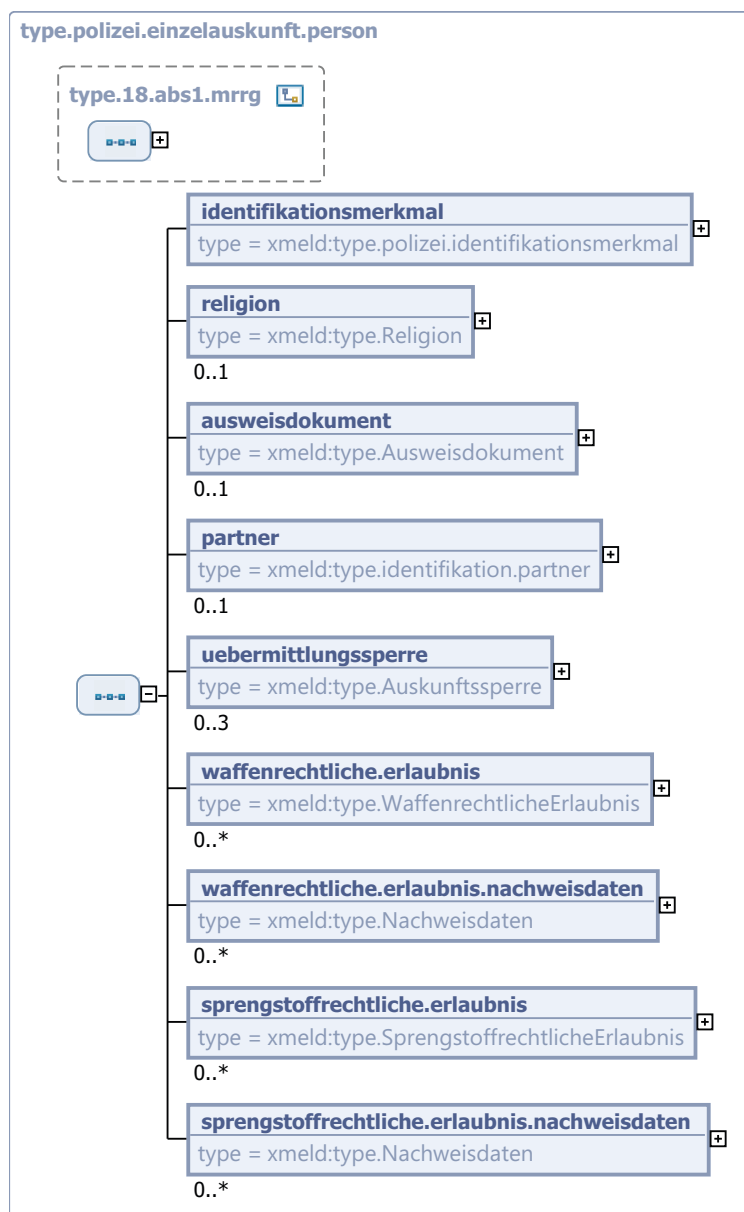 type.polizei.einzelauskunft.person
type.18.abs1.mrrg
identifikationsmerkmal
type = xmeld:type.polizei.identifikationsmerkmal
religion
type = xmeld:type.Religion
0..1
ausweisdokument
type = xmeld:type.Ausweisdokument
0..1
partner
type = xmeld:type.identifikation.partner
0..1
uebermittlungssperre
type = xmeld:type.Auskunftssperre
0..3
waffenrechtliche.erlaubnis
type = xmeld:type.WaffenrechtlicheErlaubnis
0..*
waffenrechtliche.erlaubnis.nachweisdaten
type = xmeld:type.Nachweisdaten
0..*
sprengstoffrechtliche.erlaubnis
type = xmeld:type.SprengstoffrechtlicheErlaubnis
0..*
sprengstoffrechtliche.erlaubnis.nachweisdaten
type = xmeld:type.Nachweisdaten
0..*